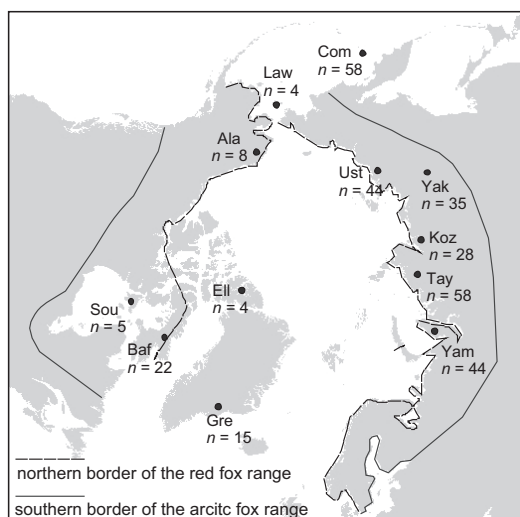 Com
n = 58
Law
n = 4
Ala
n = 8
Ust
n = 44
Yak
n = 35
Koz
n = 28
Tay
n = 58
Ell
n = 4
Sou
n = 5
Baf
n = 22
Yam
n = 44
Gre
n = 15
northern border of the red fox range
southern border of the arcitc fox range